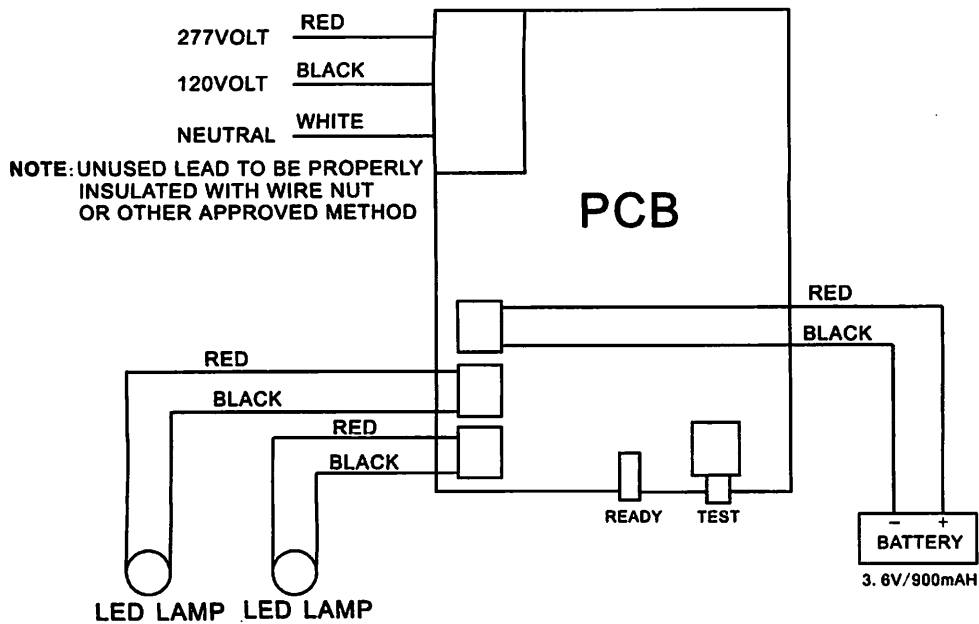 RED
277VOLT
BLACK
120VOLT
WHITE
NEUTRAL
NOTE: UNUSED LEAD TO BE PROPERLY
INSULATED WITH WIRE NUT
OR OTHER APPROVED METHOD
PCB
RED
BLACK
RED
BLACK
RED
BLACK
READY
TEST
- +
BATTERY
3.6V/900mAH
LED LAMP
LED LAMP